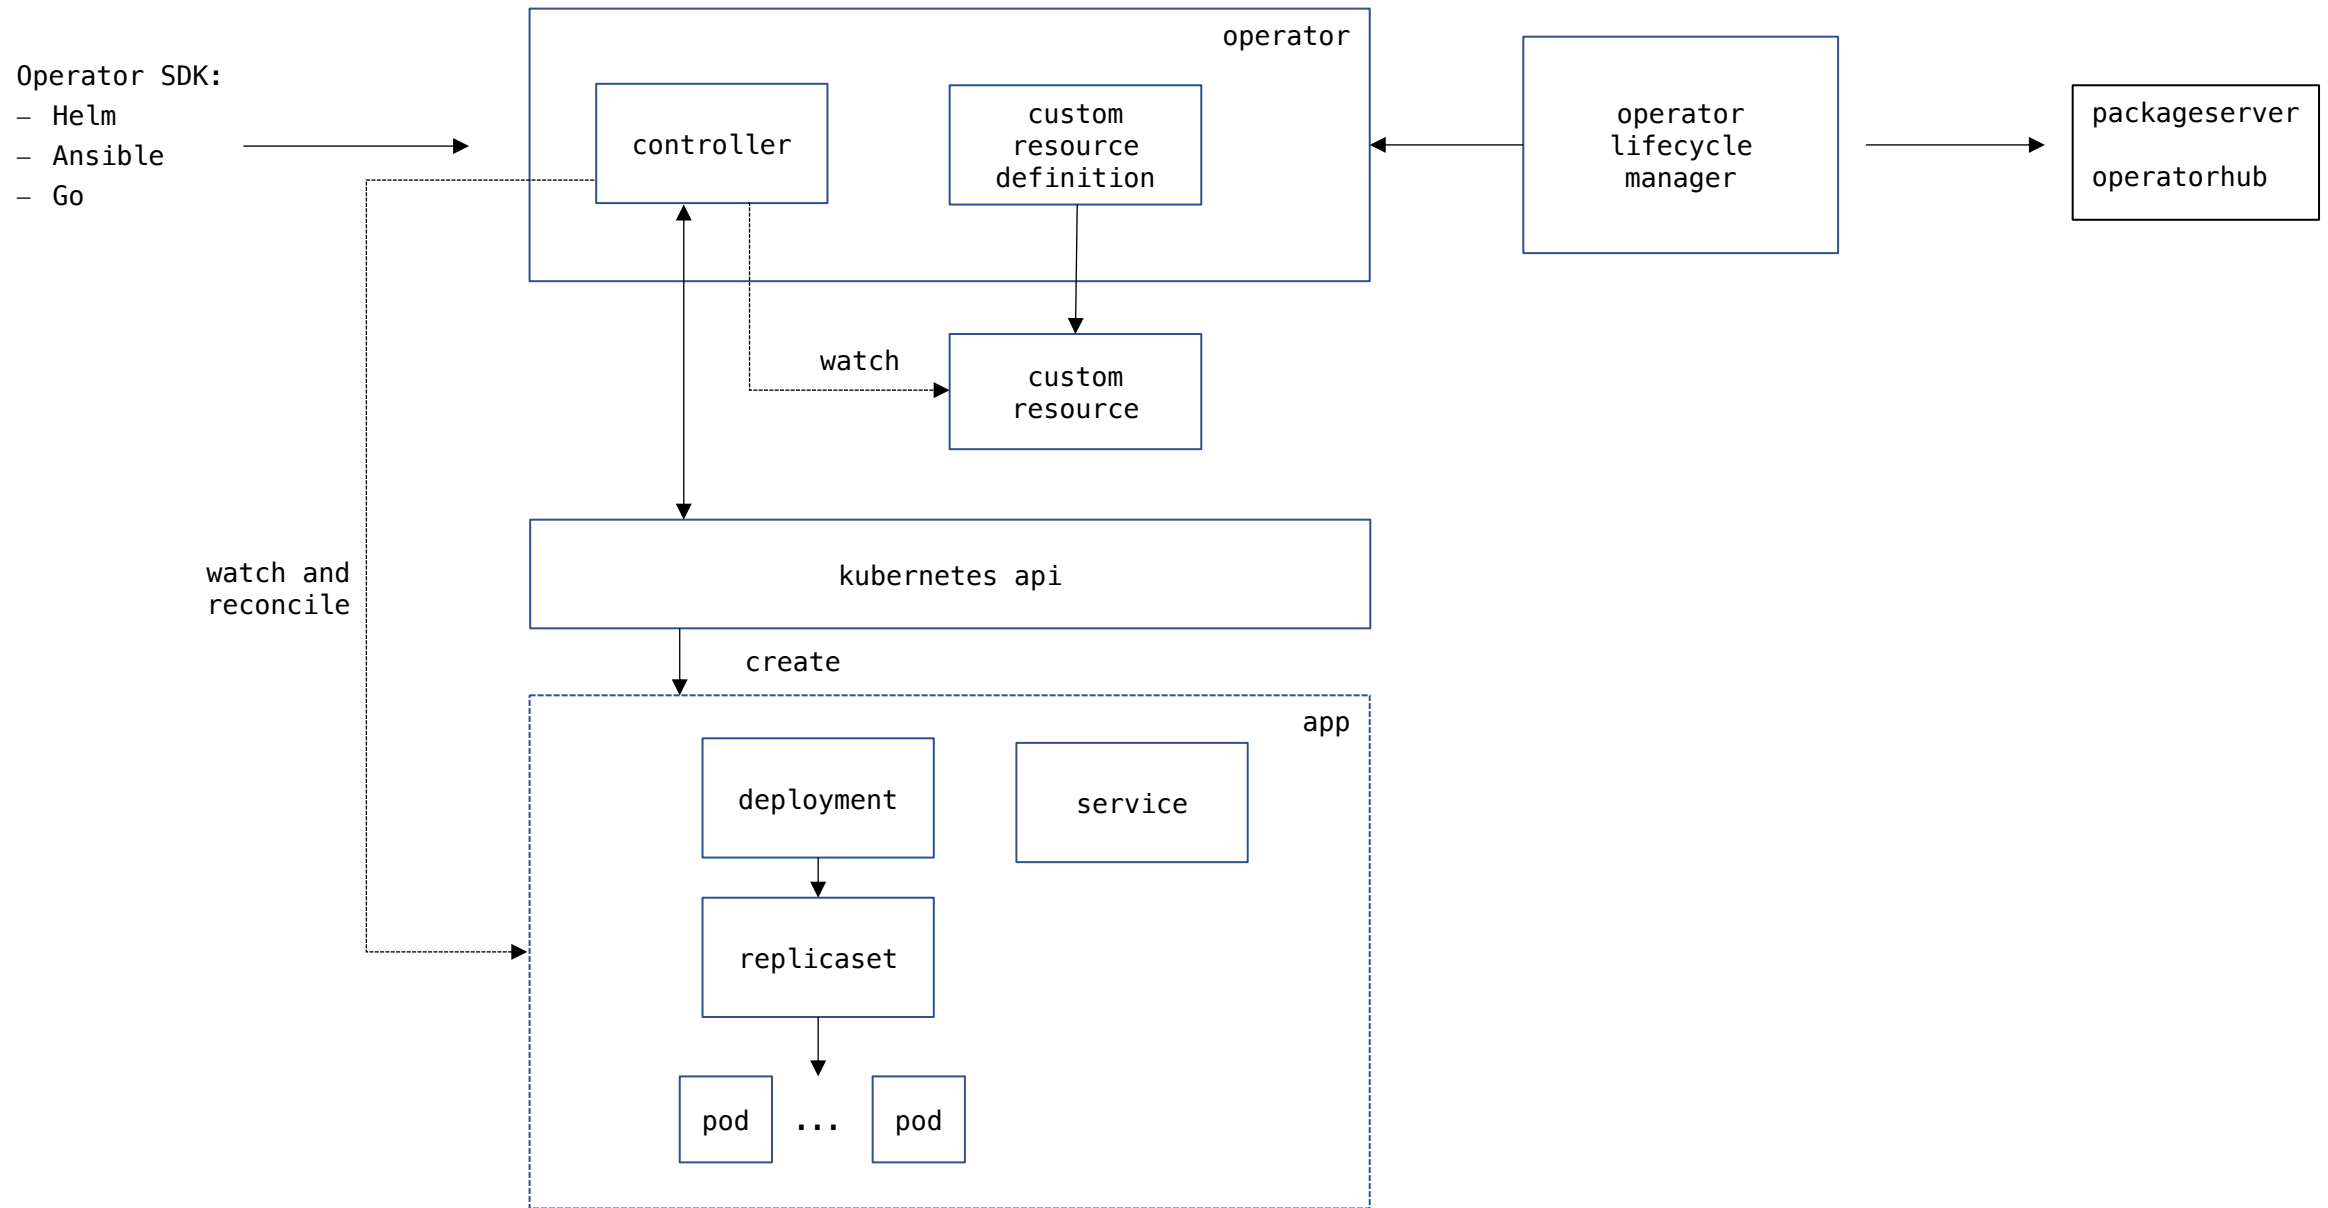 operator
Operator SDK:
– Helm
– Ansible
– Go
controller
custom
resource
definition
operator
lifecycle
manager
packageserver
operatorhub
watch
custom
resource
watch and
reconcile
kubernetes api
create
app
deployment
service
replicaset
pod
...
pod